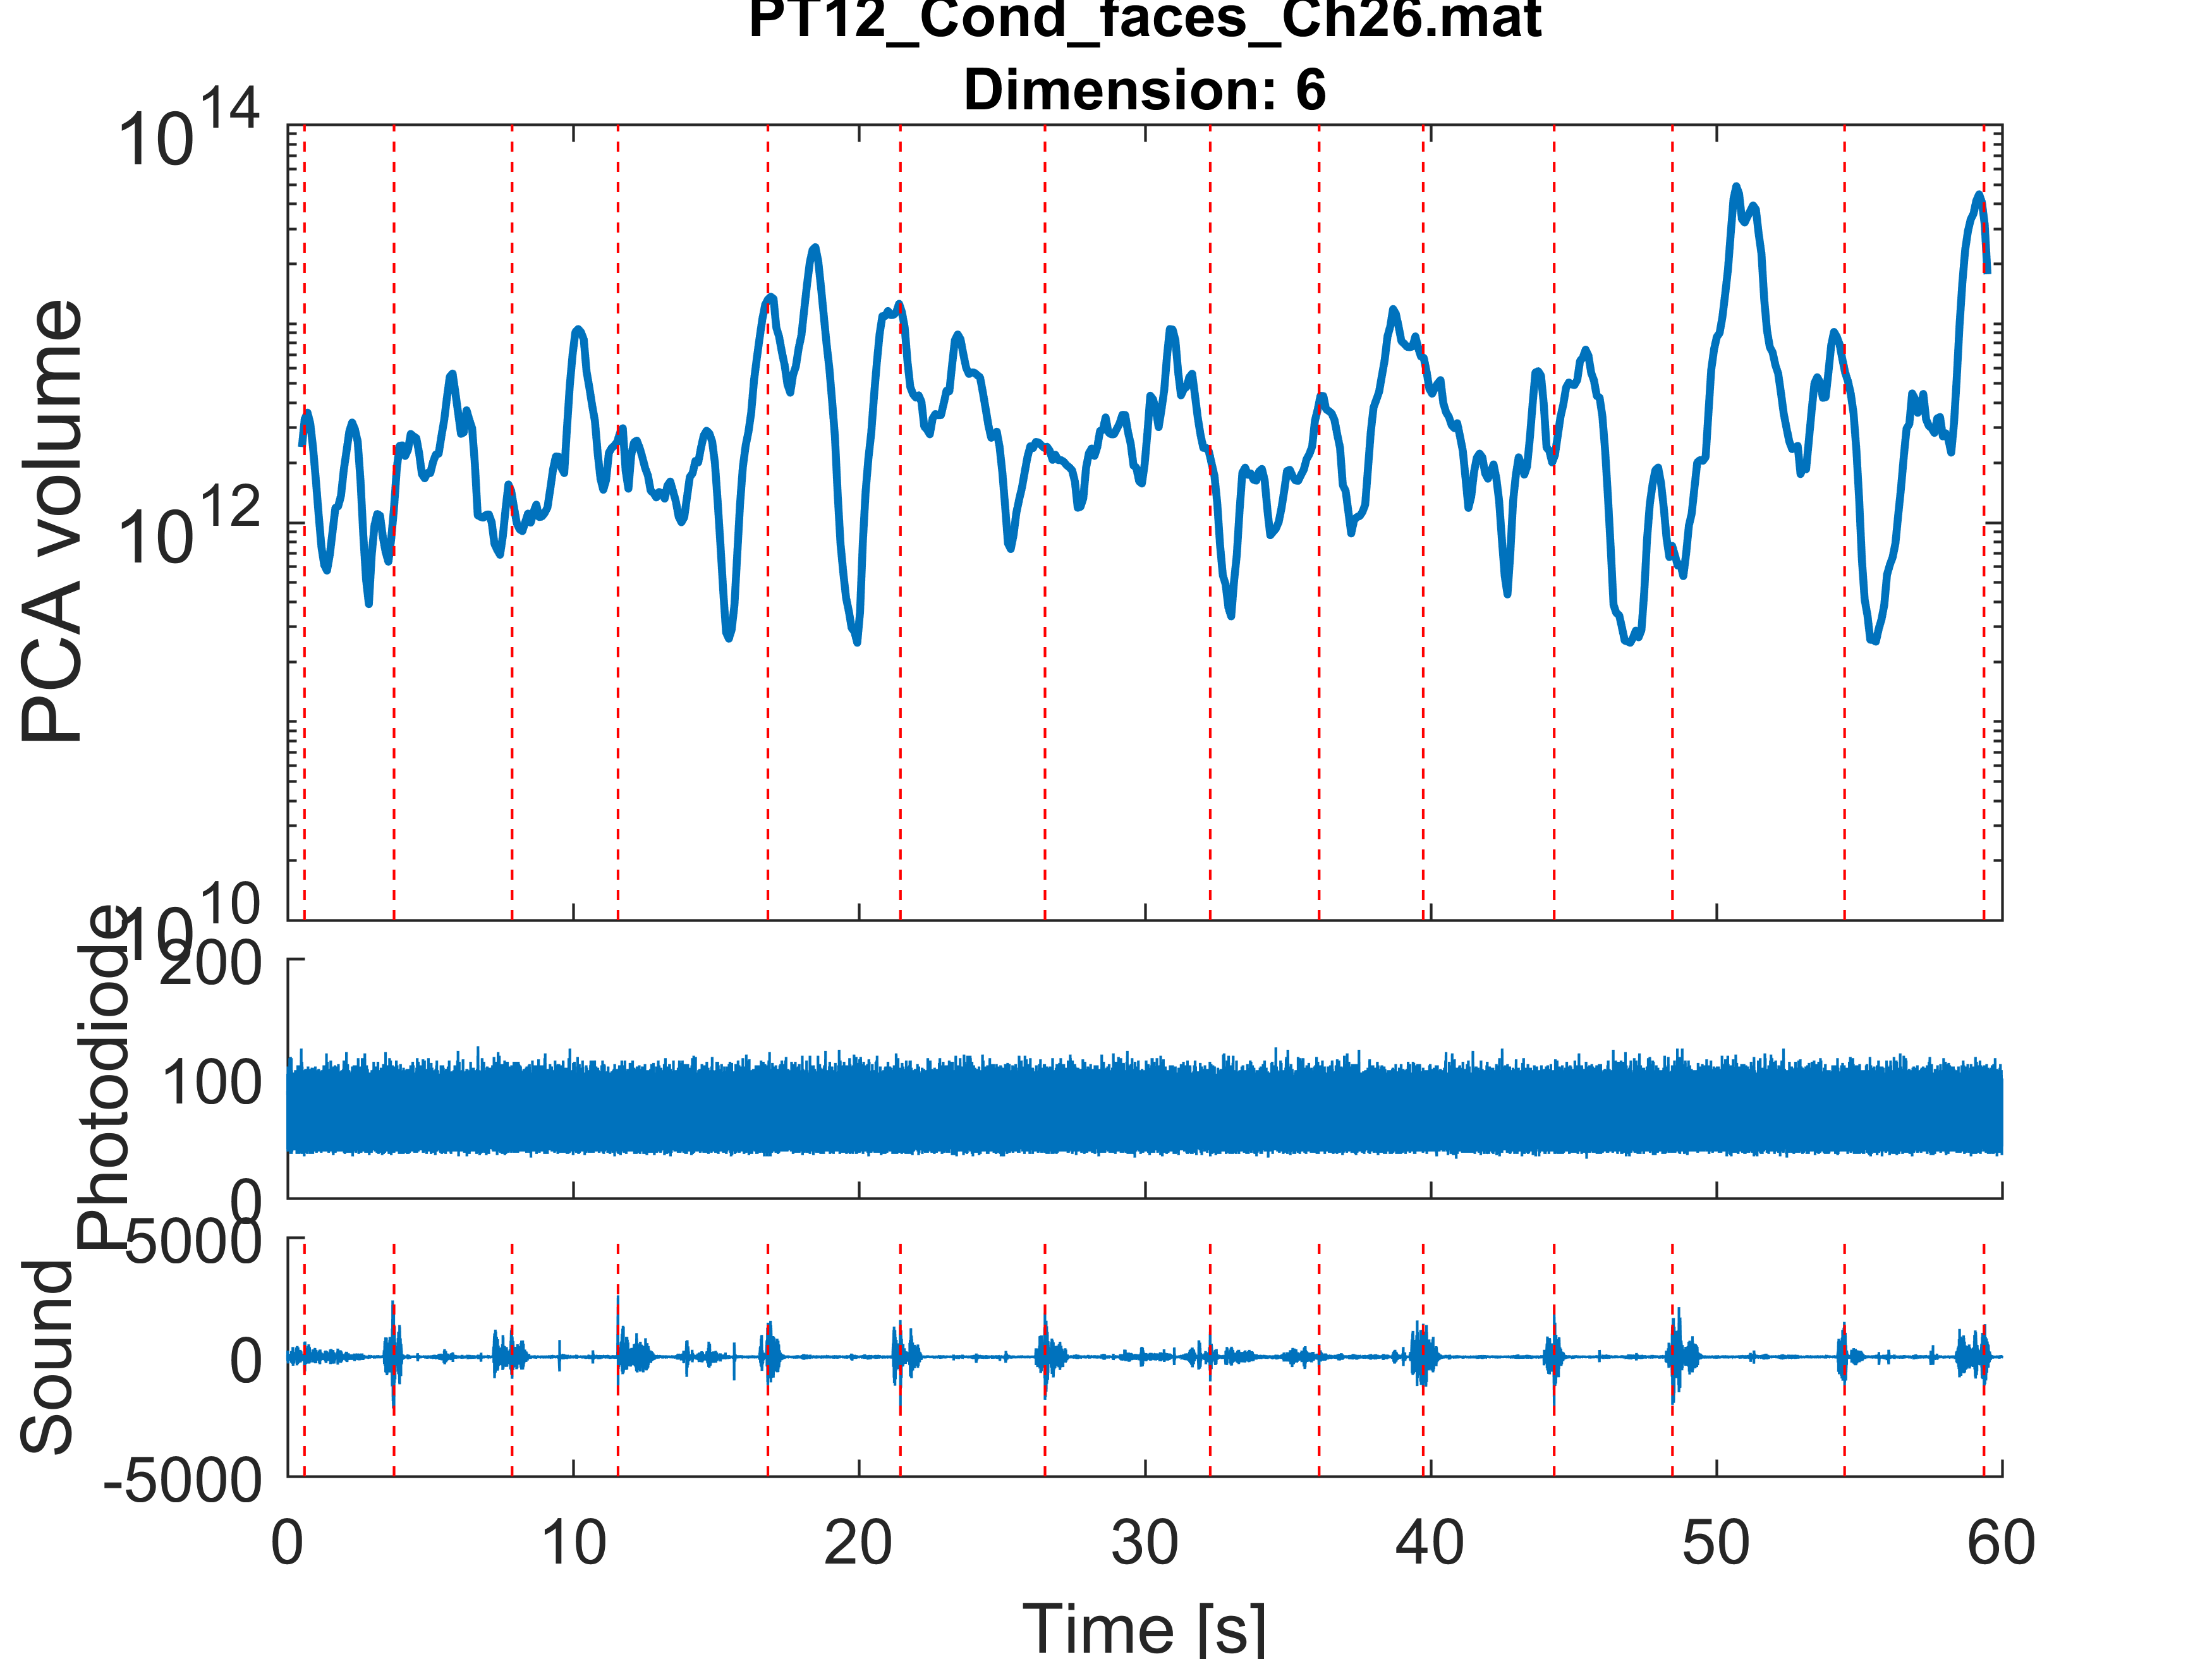 PT12_Cond_faces_Ch26.mat
Dimension: 6
PCA volume
10^14
10^12
10^10
Photodiode
200
100
0
Sound
5000
0
-5000
0 10 20 30 40 50 60
Time [s]